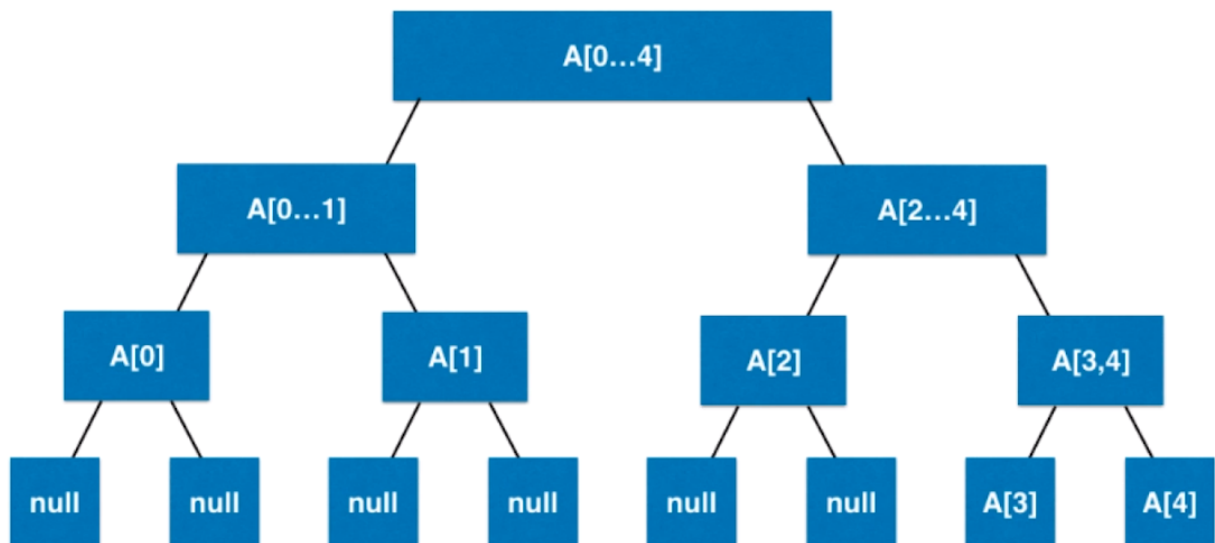 A[0...4]
A[0...1]
A[2...4]
A[0]
A[1]
A[2]
A[3,4]
null
null
null
null
null
null
A[3]
A[4]